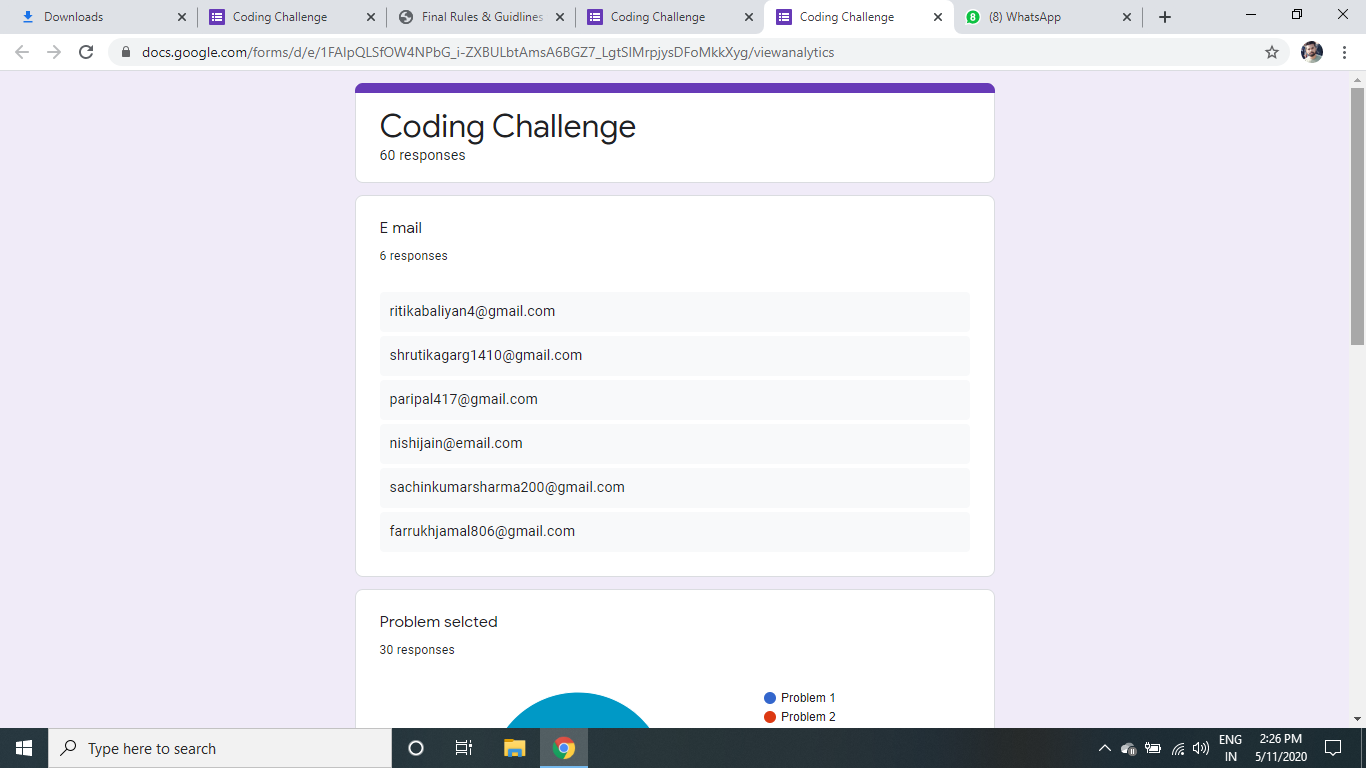 Downloads
Coding Challenge
Final Rules & Guidlines
Coding Challenge
Coding Challenge
8
(8) WhatsApp
docs.google.com/forms/d/e/1FAIpQLSfOW4NPbG_i-ZXBULbtAmsA6BGZ7_LgtSlMrpjysDFoMkkXyg/viewanalytics
Coding Challenge
60 responses
E mail
6 responses
ritikabaliyan4@gmail.com
shrutikagarg1410@gmail.com
paripal417@gmail.com
nishijain@email.com
sachinkumarsharma200@gmail.com
farrukhjamal806@gmail.com
Problem selcted
30 responses
Problem 1
Problem 2
Type here to search
ENG
IN
2:26 PM
5/11/2020